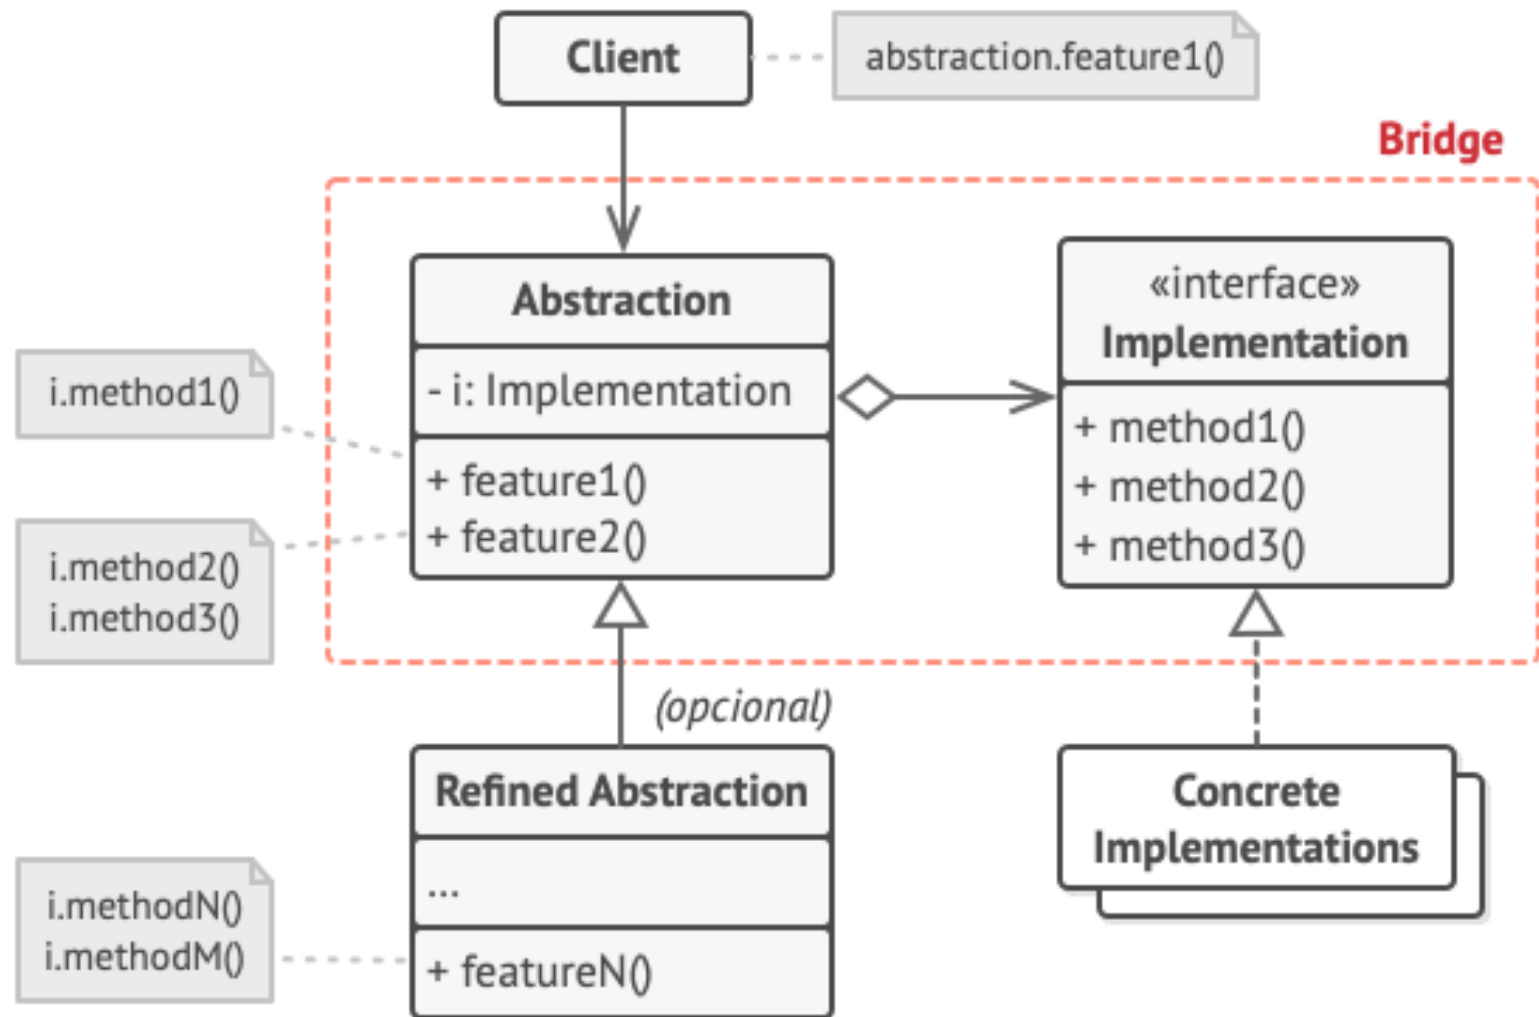 Client
abstraction.feature1()
Bridge
Abstraction
- i: Implementation
+ feature1()
+ feature2()
«interface»
Implementation
+ method1()
+ method2()
+ method3()
i.method1()
i.method2()
i.method3()
(opcional)
Refined Abstraction
...
+ featureN()
Concrete
Implementations
i.methodN()
i.methodM()